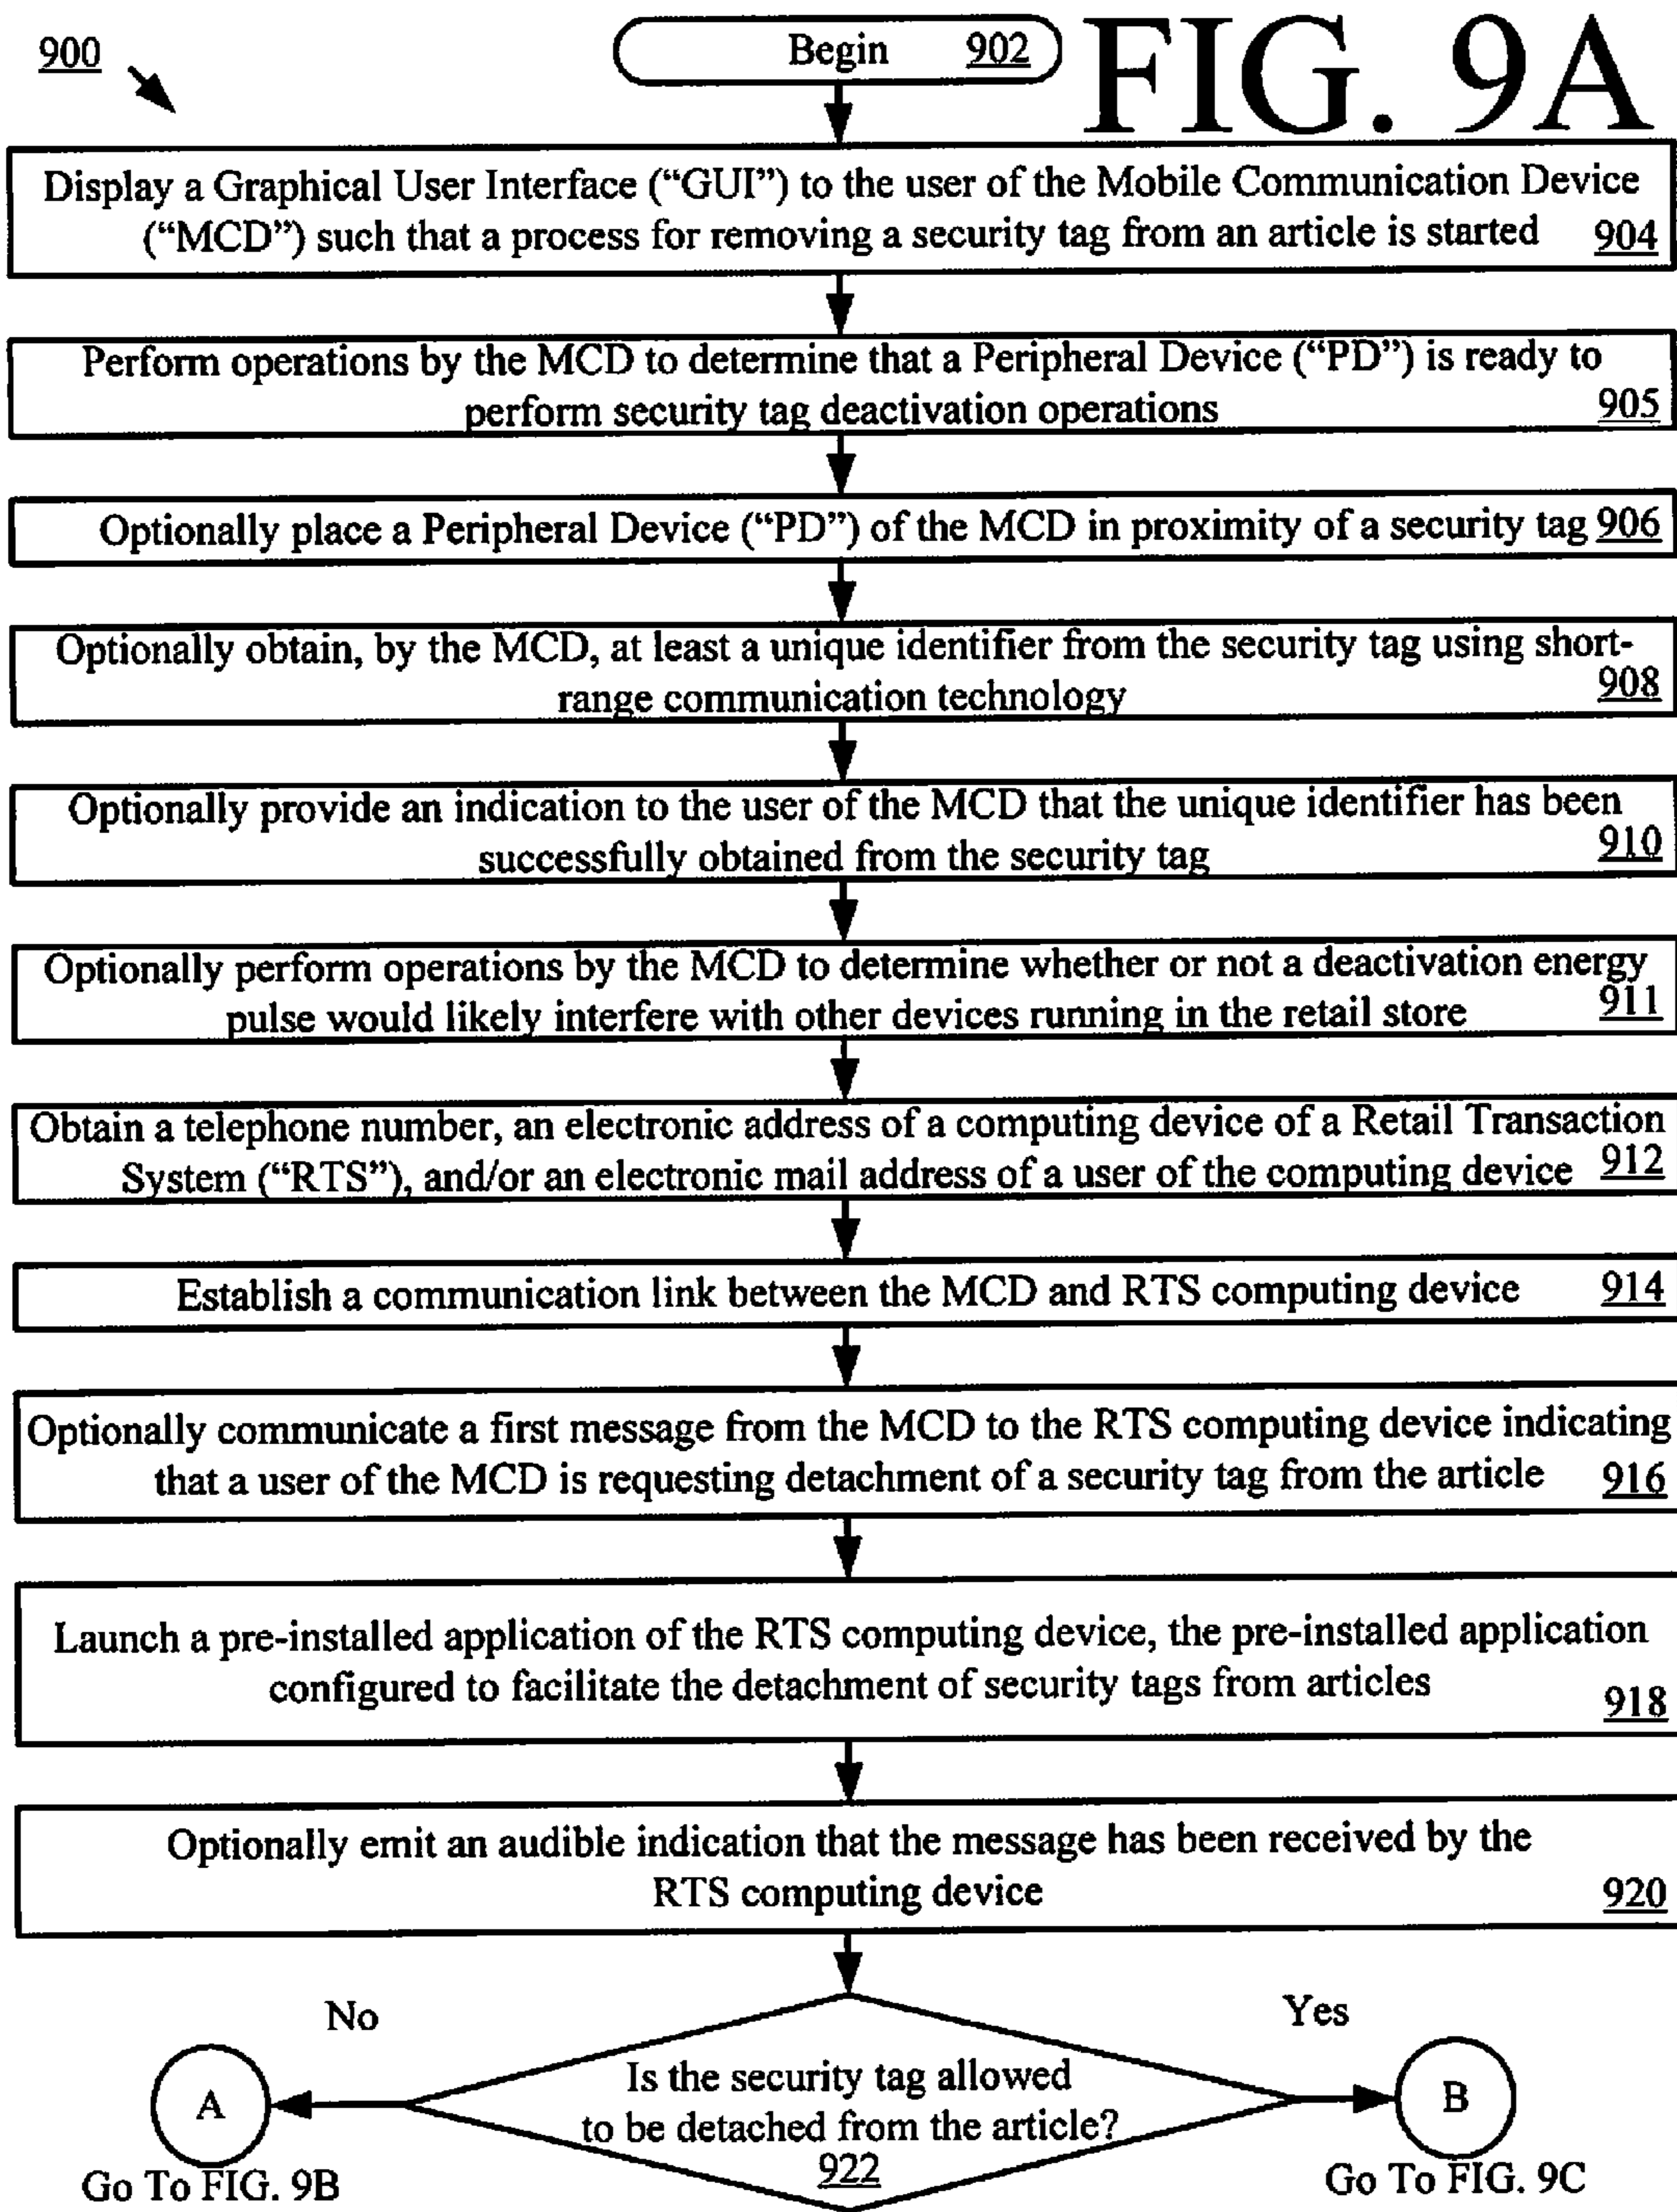 900
Begin 902
FIG. 9A
Display a Graphical User Interface (“GUI”) to the user of the Mobile Communication Device
(“MCD”) such that a process for removing a security tag from an article is started 904
Perform operations by the MCD to determine that a Peripheral Device (“PD”) is ready to
perform security tag deactivation operations 905
Optionally place a Peripheral Device (“PD”) of the MCD in proximity of a security tag 906
Optionally obtain, by the MCD, at least a unique identifier from the security tag using short-
range communication technology 908
Optionally provide an indication to the user of the MCD that the unique identifier has been
successfully obtained from the security tag 910
Optionally perform operations by the MCD to determine whether or not a deactivation energy
pulse would likely interfere with other devices running in the retail store 911
Obtain a telephone number, an electronic address of a computing device of a Retail Transaction
System (“RTS”), and/or an electronic mail address of a user of the computing device 912
Establish a communication link between the MCD and RTS computing device 914
Optionally communicate a first message from the MCD to the RTS computing device indicating
that a user of the MCD is requesting detachment of a security tag from the article 916
Launch a pre-installed application of the RTS computing device, the pre-installed application
configured to facilitate the detachment of security tags from articles 918
Optionally emit an audible indication that the message has been received by the
RTS computing device 920
No
Yes
A
Is the security tag allowed
to be detached from the article?
922
B
Go To FIG. 9B
Go To FIG. 9C